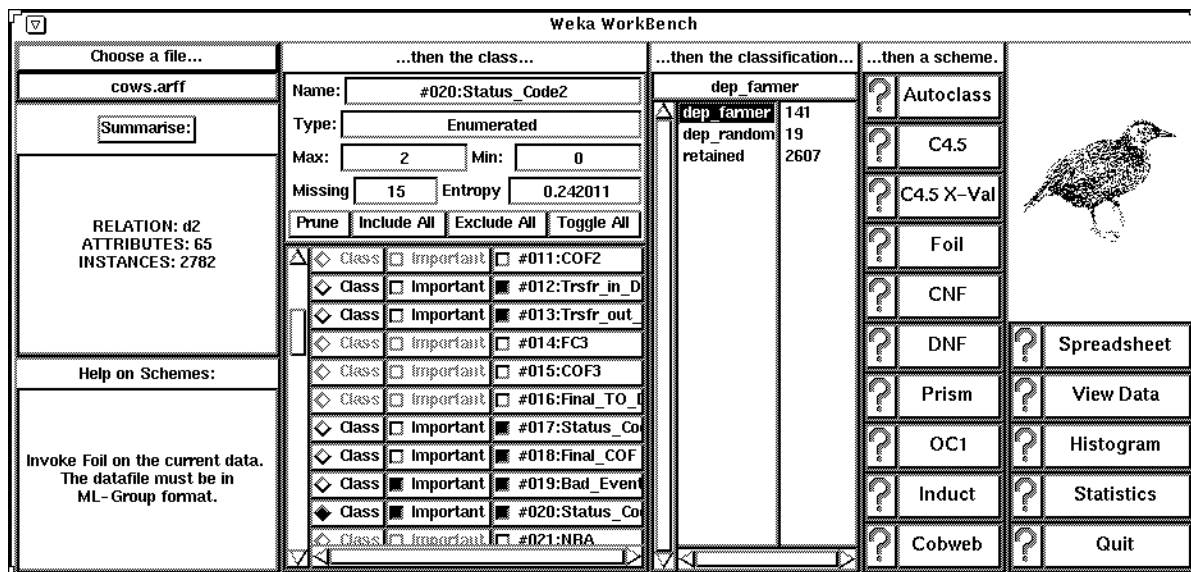 Weka WorkBench
Choose a file...
cows.arff
Summarise:
RELATION: d2
ATTRIBUTES: 65
INSTANCES: 2782
Help on Schemes:
Invoke Foil on the current data.
The datafile must be in
ML-Group format.
...then the class...
Name: #020:Status_Code2
Type: Enumerated
Max: 2 Min: 0
Missing 15 Entropy 0.242011
Prune Include All Exclude All Toggle All
Class Important #011:COF2
Class Important #012:Trsfr_in_D
Class Important #013:Trsfr_out_
Class Important #014:FC3
Class Important #015:COF3
Class Important #016:Final_TO_D
Class Important #017:Status_Co
Class Important #018:Final_COF
Class Important #019:Bad_Event
Class Important #020:Status_Co
Class Important #021:NRA
...then the classification...
dep_farmer
dep_farmer 141
dep_random 19
retained 2607
...then a scheme.
? Autoclass
? C4.5
? C4.5 X-Val
? Foil
? CNF
? DNF
? Prism
? OC1
? Induct
? Cobweb
? Spreadsheet
? View Data
? Histogram
? Statistics
? Quit